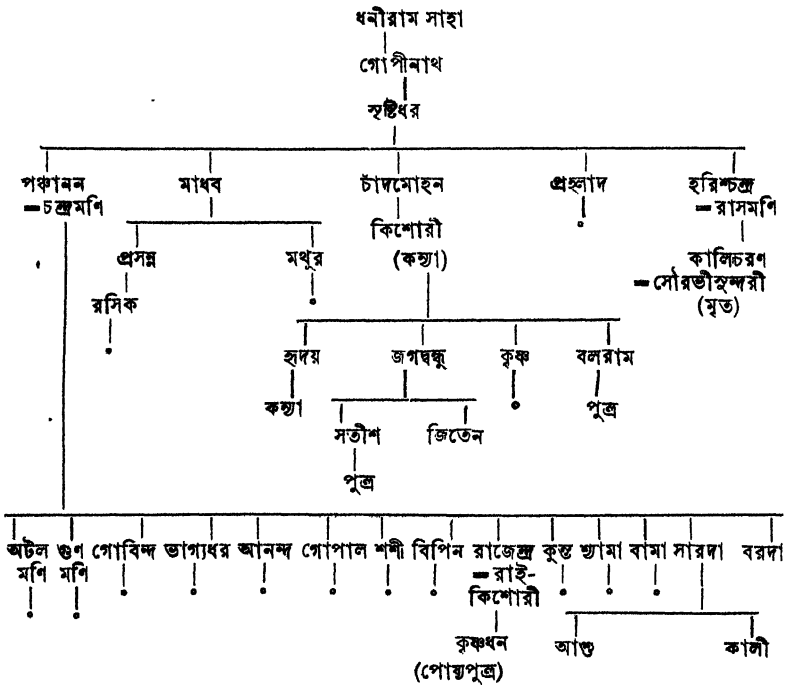 ধনীরাম সাহা
গোপীনাথ
সৃষ্টিধর
পঞ্চানন মাধব চাঁদমোহন প্রহ্লাদ হরিশ্চন্দ্র
=চন্দ্রমণি =রাসমণি
কিশোরী
প্রসন্ন মথুর (কন্যা) কালিচরণ
=সৌরভীসুন্দরী
রসিক (মৃত)
হৃদয় জগদ্বন্ধু কৃষ্ণ বলরাম
কন্যা পুত্র
সতীশ জিতেন
পুত্র
অটল গুণ গোবিন্দ ভাগ্যধর আনন্দ গোপাল শশী বিপিন রাজেন্দ্র কুন্ত শ্যামা বামা সারদা বরদা
মণি মণি =রাই-
কিশোরী
কৃষ্ণধন আশু কালী
(পোষ্যপুত্র)